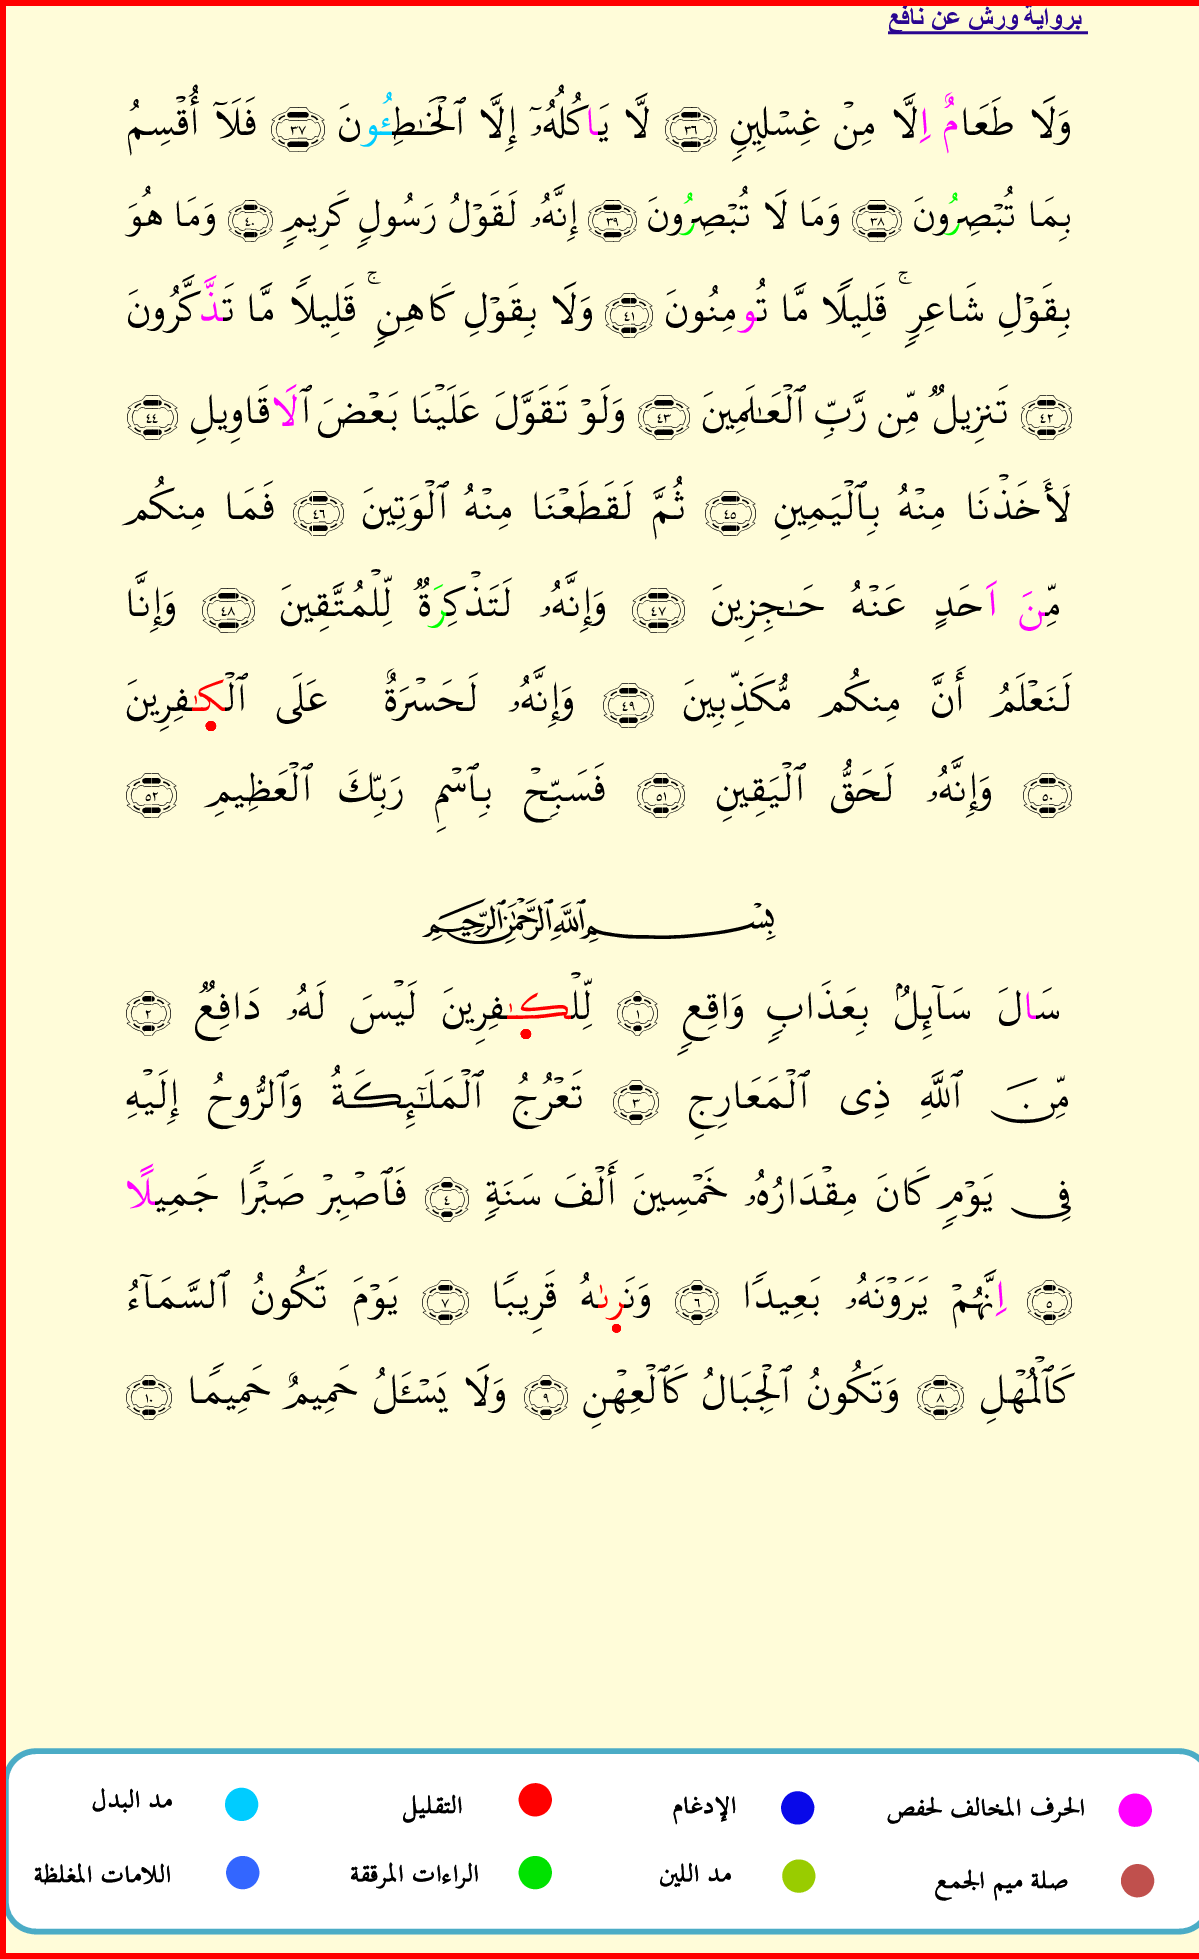 برواية ورش عن نافع
وَلَا طَعَامٌ اِلَّا مِنْ غِسْلِينٍ ٣٦ لَّا يَاكُلُهُۥٓ إِلَّا ٱلْخَٰطِـُٔونَ ٣٧ فَلَآ أُقْسِمُ
بِمَا تُبْصِرُونَ ٣٨ وَمَا لَا تُبْصِرُونَ ٣٩ إِنَّهُۥ لَقَوْلُ رَسُولٍ كَرِيمٍ ٤٠ وَمَا هُوَ
بِقَوْلِ شَاعِرٍ ۚ قَلِيلًا مَّا تُومِنُونَ ٤١ وَلَا بِقَوْلِ كَاهِنٍ ۚ قَلِيلاً مَّا تَذَّكَّرُونَ
٤٢ تَنزِيلٌ مِّن رَّبِّ ٱلْعَٰلَمِينَ ٤٣ وَلَوْ تَقَوَّلَ عَلَيْنَا بَعْضَ ٱلَاقَاوِيلِ ٤٤
لَأَخَذْنَا مِنْهُ بِٱلْيَمِينِ ٤٥ ثُمَّ لَقَطَعْنَا مِنْهُ ٱلْوَتِينَ ٤٦ فَمَا مِنكُم
مِّنَ اَحَدٍ عَنْهُ حَٰجِزِينَ ٤٧ وَإِنَّهُۥ لَتَذْكِرَةٌ لِّلْمُتَّقِينَ ٤٨ وَإِنَّا
لَنَعْلَمُ أَنَّ مِنكُم مُّكَذِّبِينَ ٤٩ وَإِنَّهُۥ لَحَسْرَةٌ عَلَى ٱلْكَٰفِرِينَ
٥٠ وَإِنَّهُۥ لَحَقُّ ٱلْيَقِينِ ٥١ فَسَبِّحْ بِٱسْمِ رَبِّكَ ٱلْعَظِيمِ ٥٢
بِسْمِ ٱللَّهِ ٱلرَّحْمَٰنِ ٱلرَّحِيمِ
سَالَ سَآئِلٌۢ بِعَذَابٍ وَاقِعٍ ١ لِّلْكَٰفِرِينَ لَيْسَ لَهُۥ دَافِعٌ ٢
مِّنَ ٱللَّهِ ذِى ٱلْمَعَارِجِ ٣ تَعْرُجُ ٱلْمَلَٰٓئِكَةُ وَٱلرُّوحُ إِلَيْهِ
فِى يَوْمٍ كَانَ مِقْدَارُهُۥ خَمْسِينَ أَلْفَ سَنَةٍ ٤ فَٱصْبِرْ صَبْرًا جَمِيلًا
٥ اِنَّهُمْ يَرَوْنَهُۥ بَعِيدًا ٦ وَنَرِىٰهُ قَرِيبًا ٧ يَوْمَ تَكُونُ ٱلسَّمَآءُ
كَٱلْمُهْلِ ٨ وَتَكُونُ ٱلْجِبَالُ كَٱلْعِهْنِ ٩ وَلَا يَسْـَٔلُ حَمِيمٌ حَمِيمًا ١٠
الحرف المخالف لحفص الإدغام التقليل مد البدل
صلة ميم الجمع مد اللين الراءات المرققة اللامات المغلظة